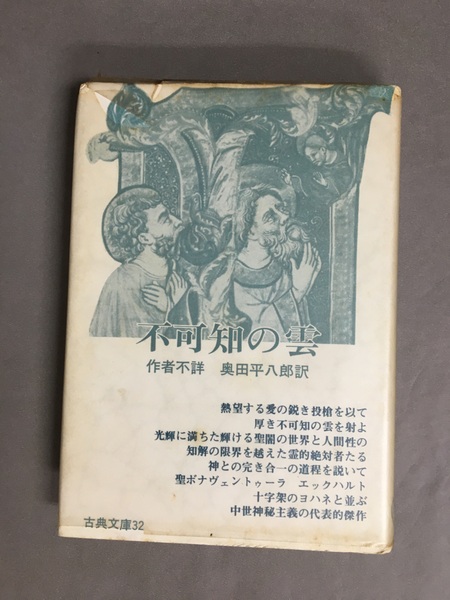 不可知の雲
作者不詳 奥田平八郎訳
熱望する愛の鋭き投槍を以て
厚き不可知の雲を射よ
光輝に満ちた輝ける聖闇の世界と人間性の
知解の限界を越えた霊的絶対者たる
神との完き合一の道程を説いて
聖ボナヴェントゥーラ エックハルト
十字架のヨハネと並ぶ
中世神秘主義の代表的傑作
古典文庫32